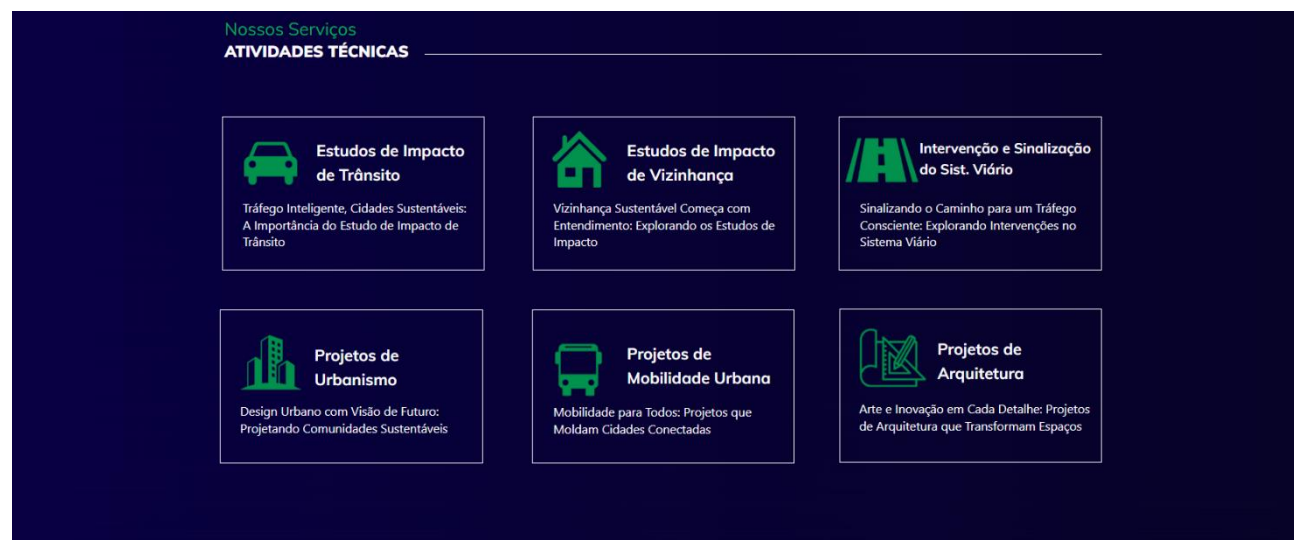 Nossos Serviços
ATIVIDADES TÉCNICAS
Estudos de Impacto
de Trânsito
Tráfego Inteligente, Cidades Sustentáveis:
A Importância do Estudo de Impacto de
Trânsito
Estudos de Impacto
de Vizinhança
Vizinhança Sustentável Começa com
Entendimento: Explorando os Estudos de
Impacto
Intervenção e Sinalização
do Sist. Viário
Sinalizando o Caminho para um Tráfego
Consciente: Explorando Intervenções no
Sistema Viário
Projetos de
Urbanismo
Design Urbano com Visão de Futuro:
Projetando Comunidades Sustentáveis
Projetos de
Mobilidade Urbana
Mobilidade para Todos: Projetos que
Moldam Cidades Conectadas
Projetos de
Arquitetura
Arte e Inovação em Cada Detalhe: Projetos
de Arquitetura que Transformam Espaços